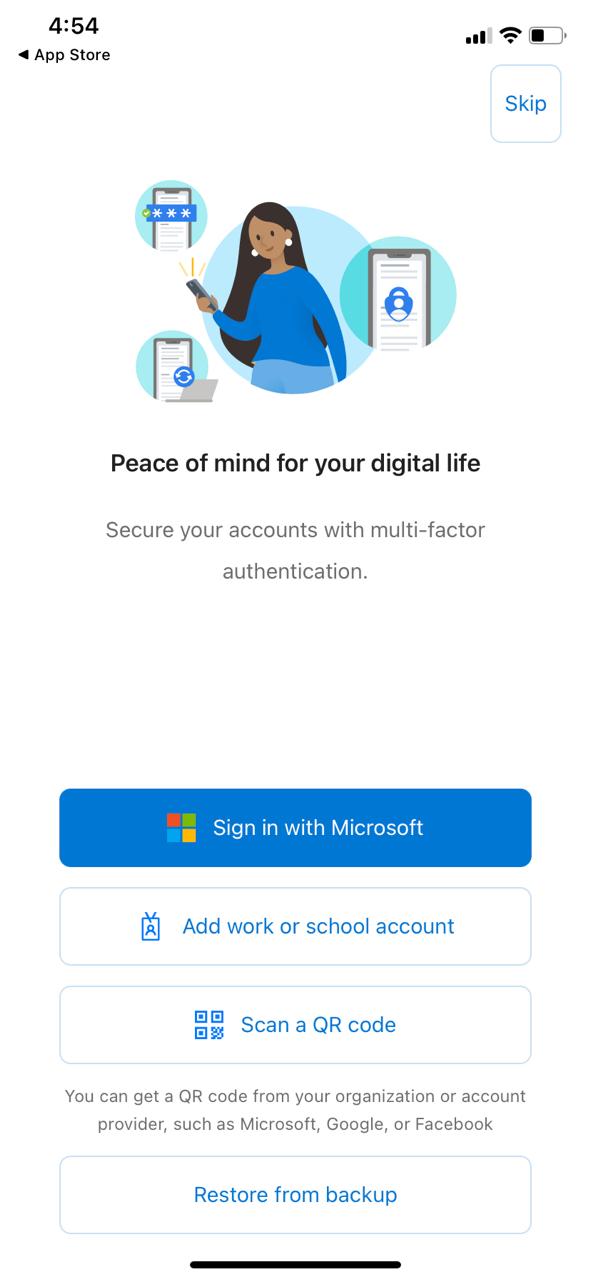 4:54
◀ App Store
Skip
***
Peace of mind for your digital life
Secure your accounts with multi-factor
authentication.
Sign in with Microsoft
Add work or school account
Scan a QR code
You can get a QR code from your organization or account
provider, such as Microsoft, Google, or Facebook
Restore from backup